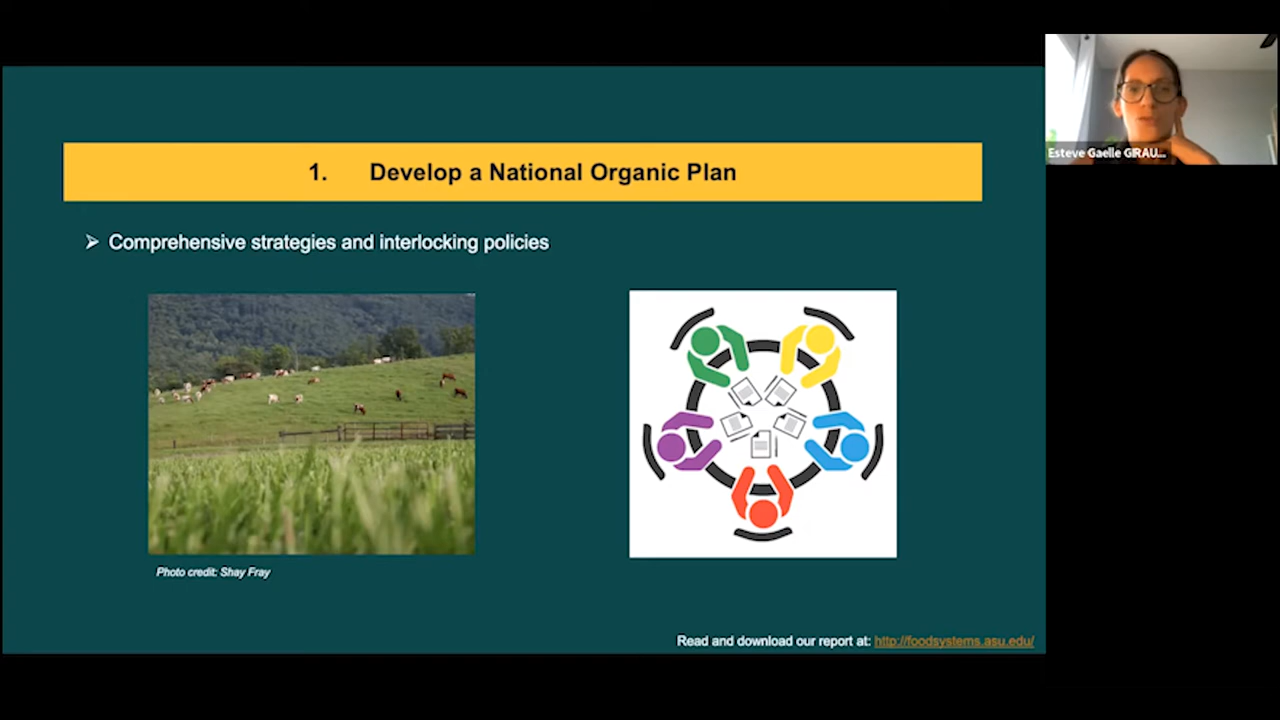 1. Develop a National Organic Plan
➢ Comprehensive strategies and interlocking policies
Photo credit: Shay Fray
Read and download our report at: http://foodsystems.asu.edu/
Esteve Gaelle GIRAU...